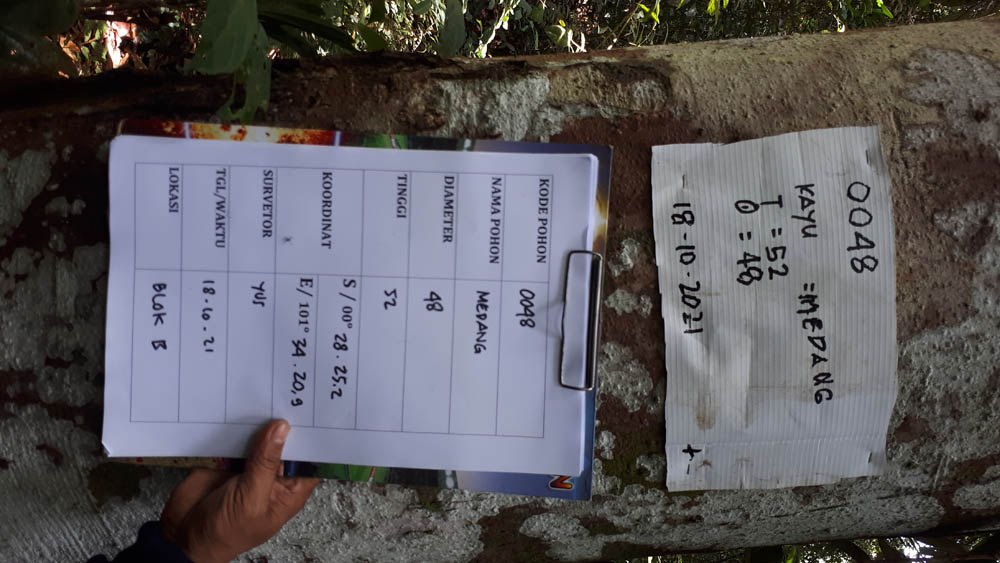 0048
KAYU = MEDANG
T = 52
Ø = 48
18-10-2021 +-
N
KODE POHON 0048
NAMA POHON MEDANG
DIAMETER 48
TINGGI 52
KOORDINAT S / 00° 28.25.2
E/ 101° 34.20,9
SURVETOR YUS
TGL/WAKTU 18.10.21
LOKASI BLOK B